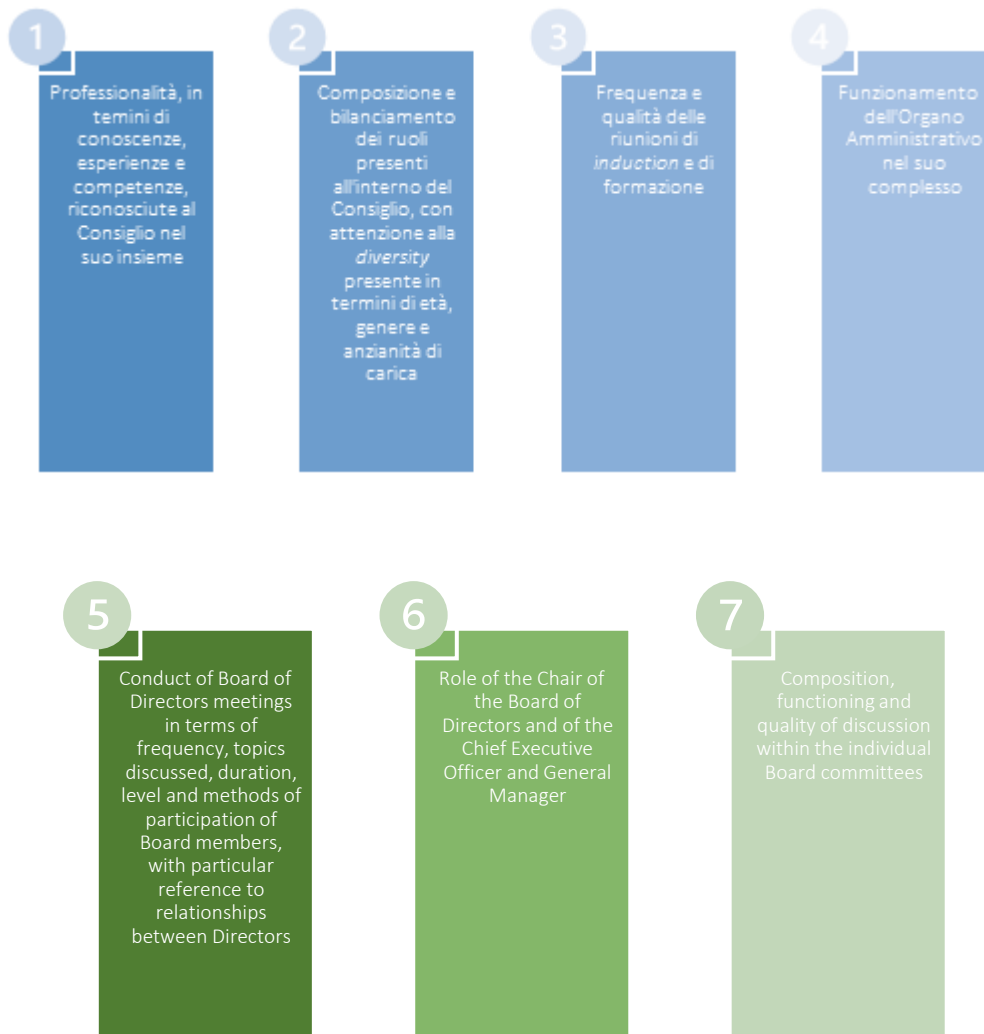 1
Professionalità, in
temini di
conoscenze,
esperienze e
competenze,
riconosciute al
Consiglio nel
suo insieme
2
Composizione e
bilanciamento
dei ruoli
presenti
all'interno del
Consiglio, con
attenzione alla
diversity
presente in
termini di età,
genere e
anzianità di
carica
3
Frequenza e
qualità delle
riunioni di
induction e di
formazione
4
Funzionamento
dell'Organo
Amministrativo
nel suo
complesso
5
Conduct of Board of
Directors meetings
in terms of
frequency, topics
discussed, duration,
level and methods of
participation of
Board members,
with particular
reference to
relationships
between Directors
6
Role of the Chair of
the Board of
Directors and of the
Chief Executive
Officer and General
Manager
7
Composition,
functioning and
quality of discussion
within the individual
Board committees